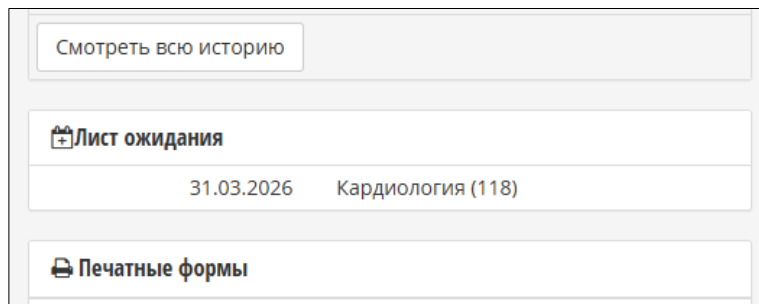 Смотреть всю историю
Лист ожидания
31.03.2026 Кардиология (118)
Печатные формы